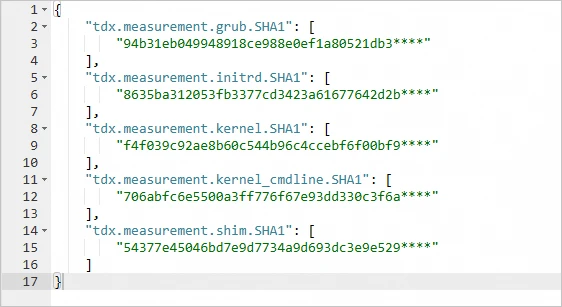 1 {
2 "tdx.measurement.grub.SHA1": [
3 "94b31eb049948918ce988e0ef1a80521db3****"
4 ],
5 "tdx.measurement.initrd.SHA1": [
6 "8635ba312053fb3377cd3423a61677642d2b****"
7 ],
8 "tdx.measurement.kernel.SHA1": [
9 "f4f039c92ae8b60c544b96c4ccebf6f00bf9****"
10 ],
11 "tdx.measurement.kernel_cmdline.SHA1": [
12 "706abfc6e5500a3ff776f67e93dd330c3f6a****"
13 ],
14 "tdx.measurement.shim.SHA1": [
15 "54377e45046bd7e9d7734a9d693dc3e9e529****"
16 ]
17 }